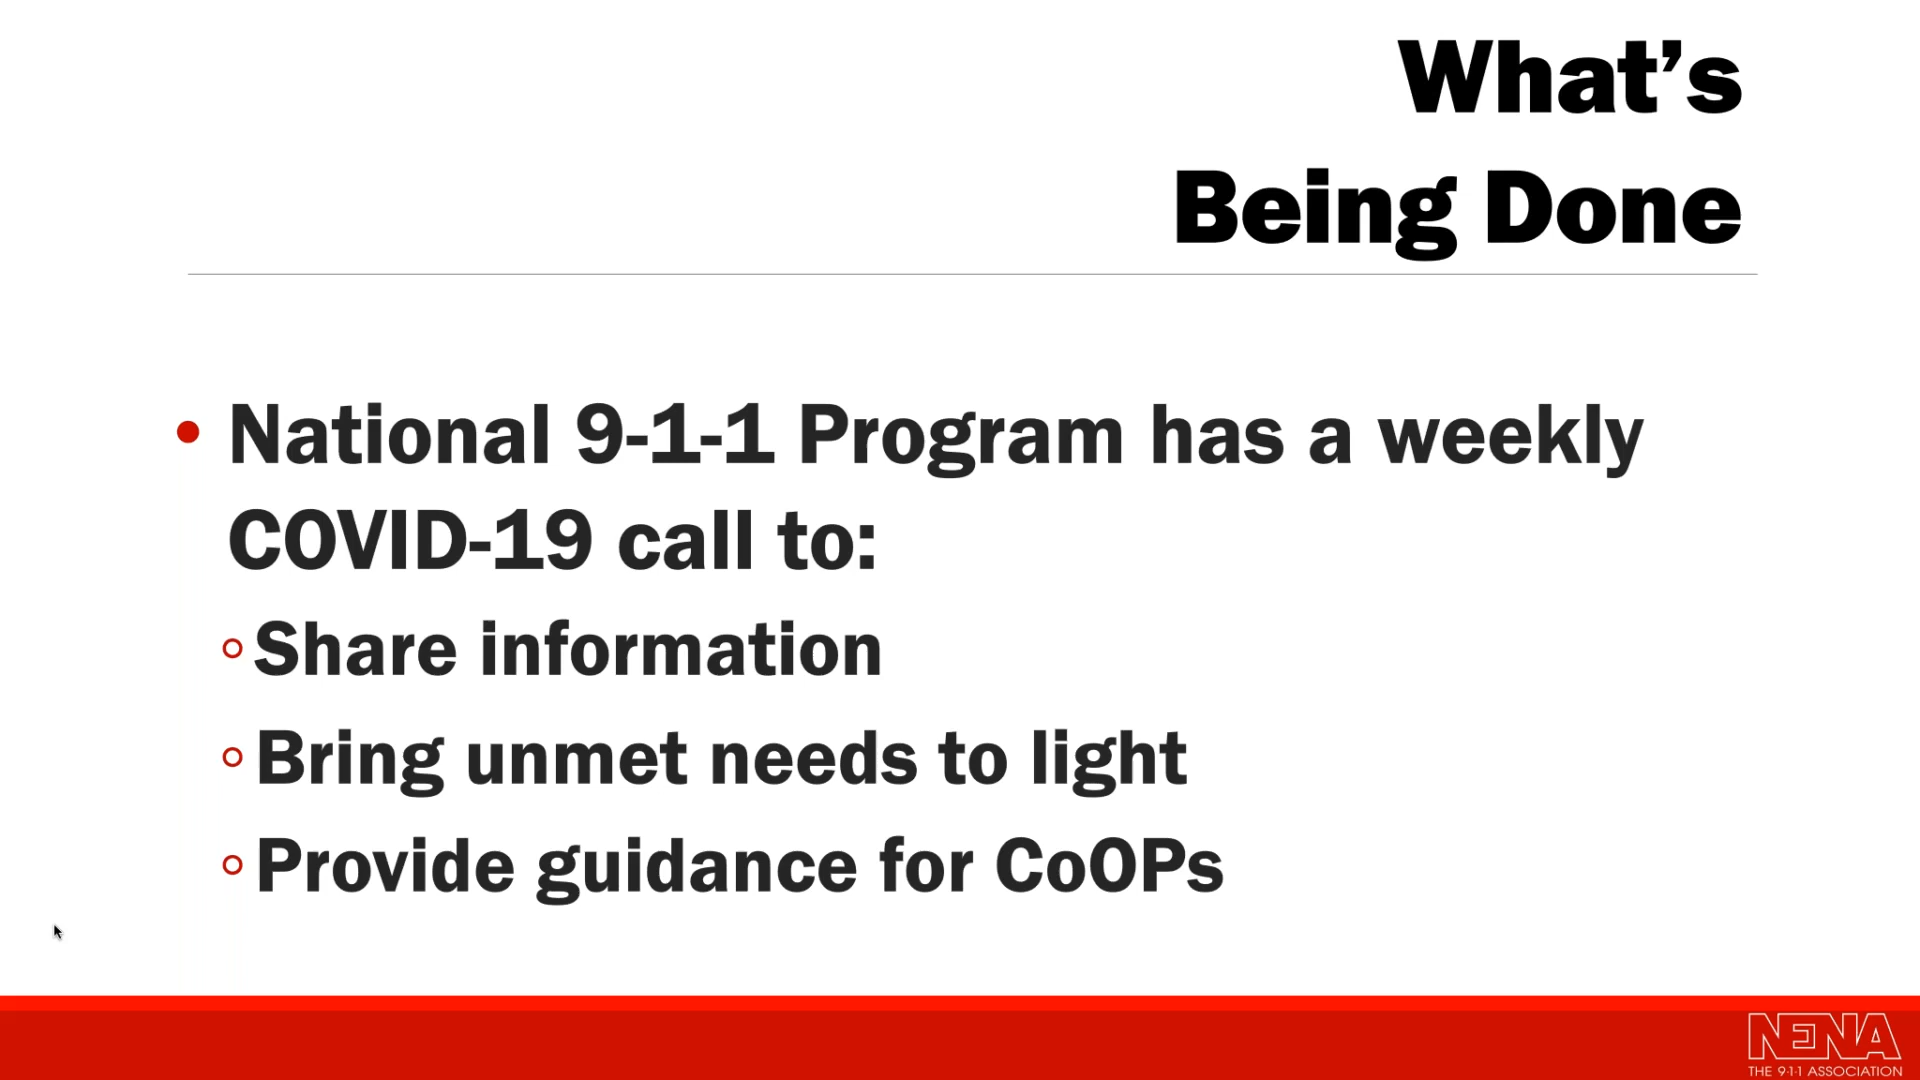 What’s
Being Done
• National 9-1-1 Program has a weekly
COVID-19 call to:
◦ Share information
◦ Bring unmet needs to light
◦ Provide guidance for CoOPs
NENA
THE 9-1-1 ASSOCIATION